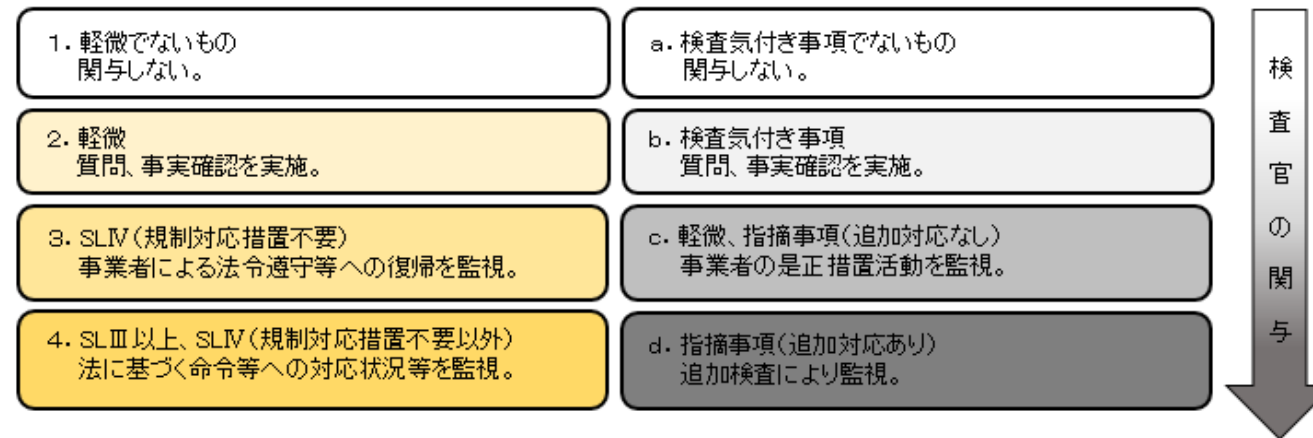 1. 軽微でないもの
関与しない。
a. 検査気付き事項でないもの
関与しない。
2. 軽微
質問、事実確認を実施。
b. 検査気付き事項
質問、事実確認を実施。
3. SLⅣ(規制対応措置不要)
事業者による法令遵守等への復帰を監視。
c. 軽微、指摘事項(追加対応なし)
事業者の是正措置活動を監視。
4. SLⅢ以上、SLⅣ(規制対応措置不要以外)
法に基づく命令等への対応状況等を監視。
d. 指摘事項(追加対応あり)
追加検査により監視。
検査官の関与